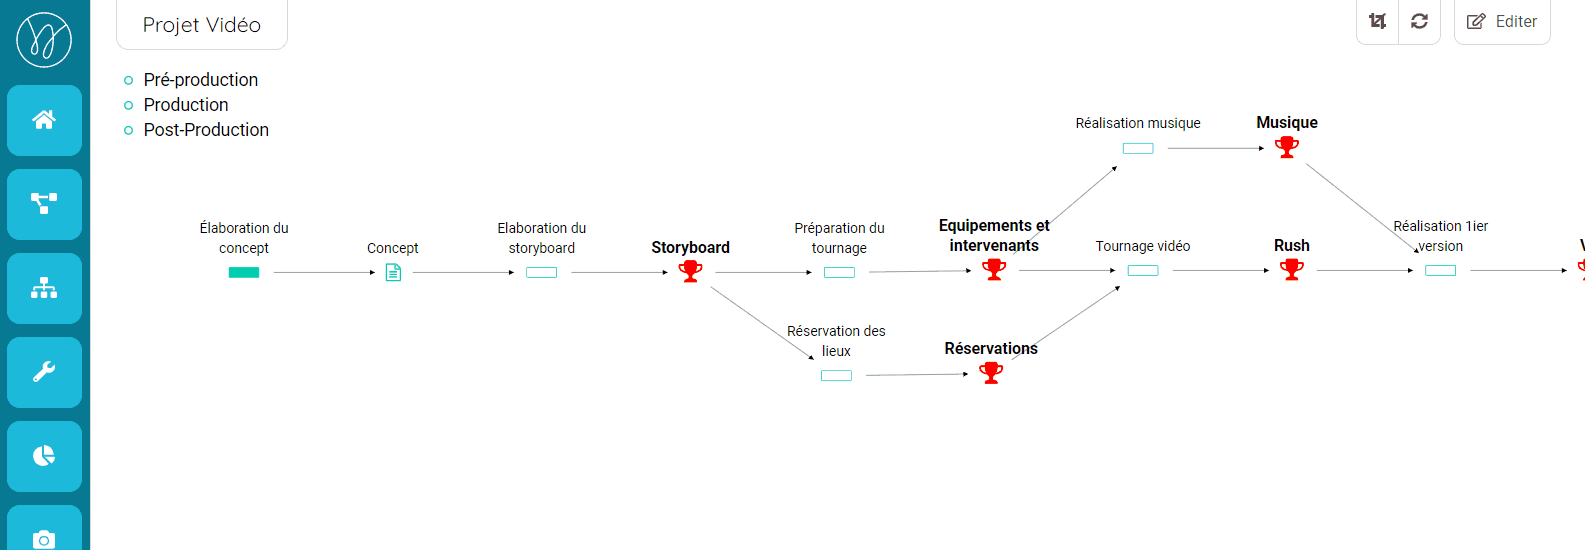 Projet Vidéo
Editer
Pré-production
Production
Post-Production
Réalisation musique
Musique
Élaboration du
concept
Concept
Elaboration du
storyboard
Storyboard
Préparation du
tournage
Equipements et
intervenants
Tournage vidéo
Rush
Réalisation 1ier
version
Réservation des
lieux
Réservations